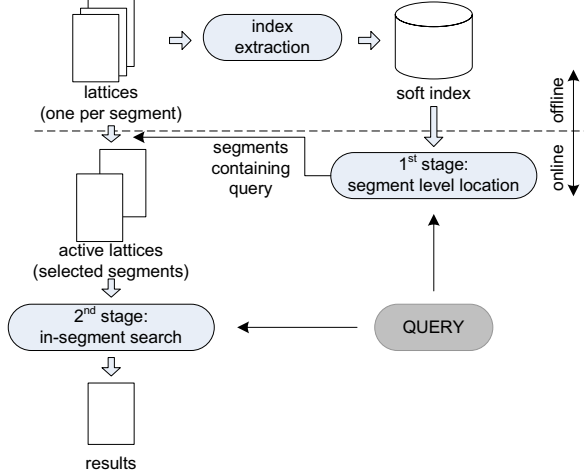 index
extraction
lattices
(one per segment)
soft index
offline
online
segments
containing
query
1st stage:
segment level location
active lattices
(selected segments)
2nd stage:
in-segment search
QUERY
results